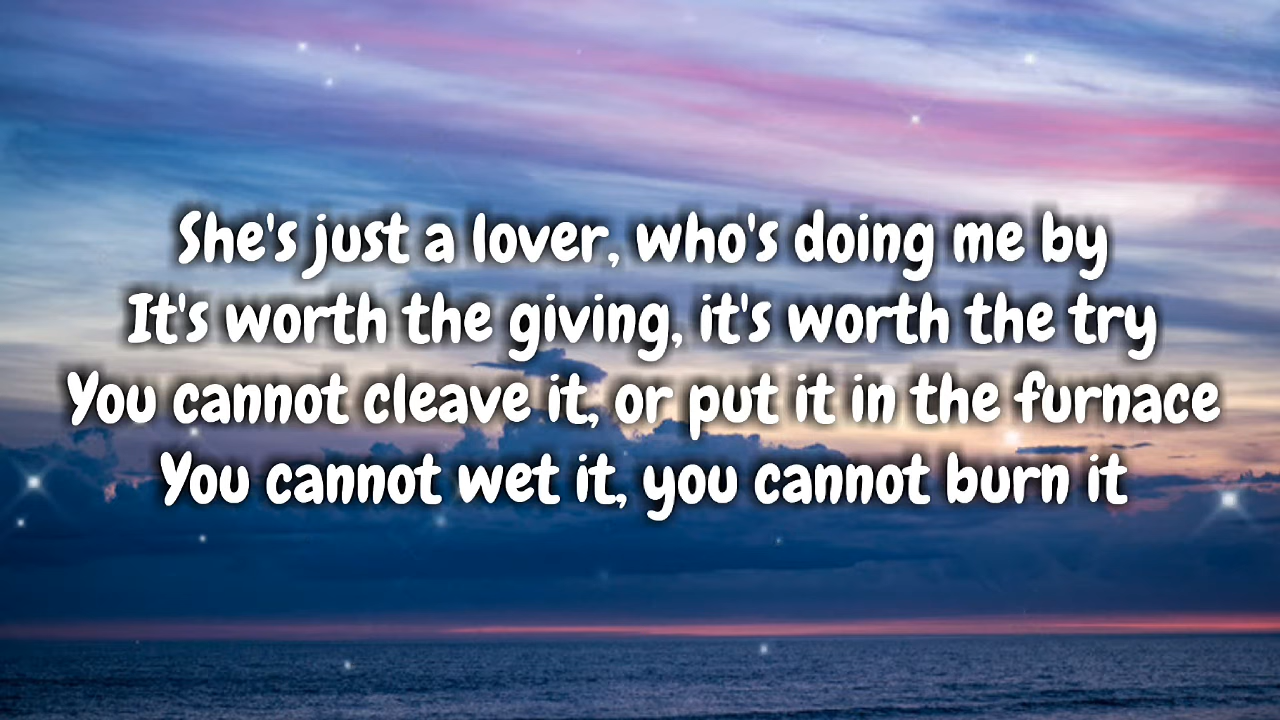 She's just a lover, who's doing me by
It's worth the giving, it's worth the try
You cannot cleave it, or put it in the furnace
You cannot wet it, you cannot burn it